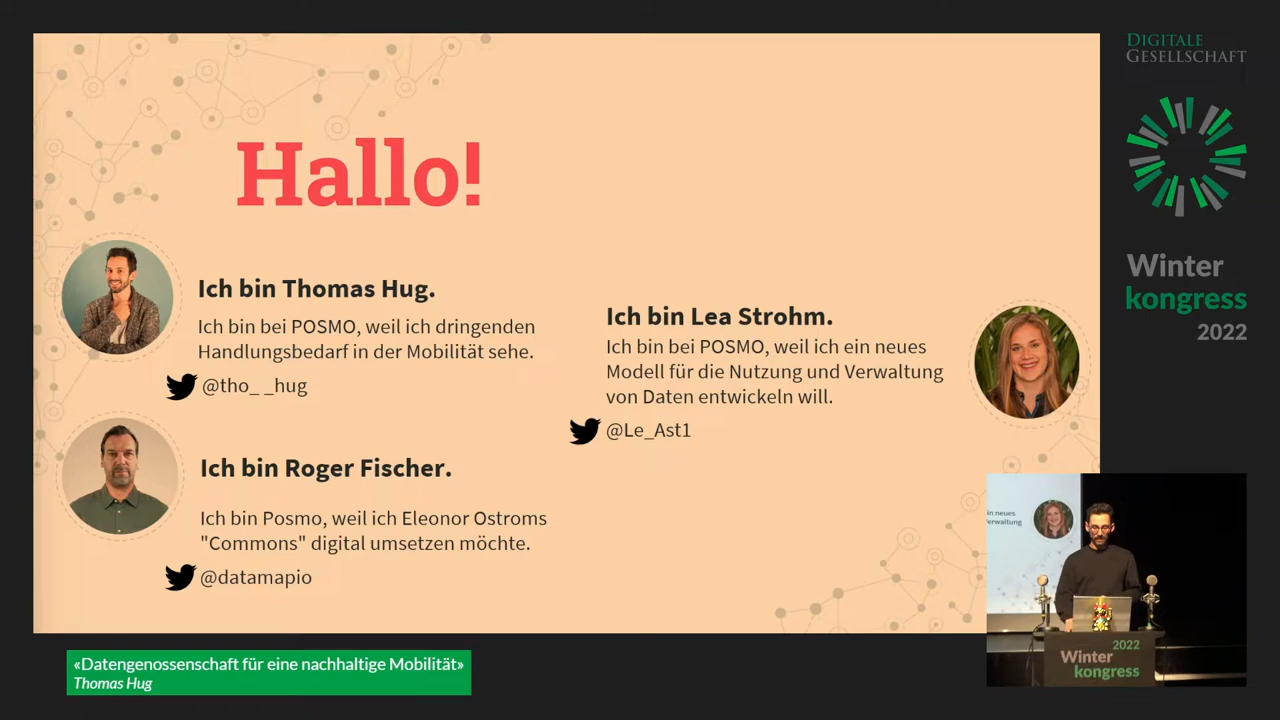 Hallo!
Ich bin Thomas Hug.
Ich bin bei POSMO, weil ich dringenden
Handlungsbedarf in der Mobilität sehe.
@tho_ _hug
Ich bin Roger Fischer.
Ich bin Posmo, weil ich Eleonor Ostroms
"Commons" digital umsetzen möchte.
@datamapio
Ich bin Lea Strohm.
Ich bin bei POSMO, weil ich ein neues
Modell für die Nutzung und Verwaltung
von Daten entwickeln will.
@Le_Ast1
DIGITALE
GESELLSCHAFT
Winter
kongress
2022
in neues
Verwaltung
2022
Winter
kongress
«Datengenossenschaft für eine nachhaltige Mobilität»
Thomas Hug